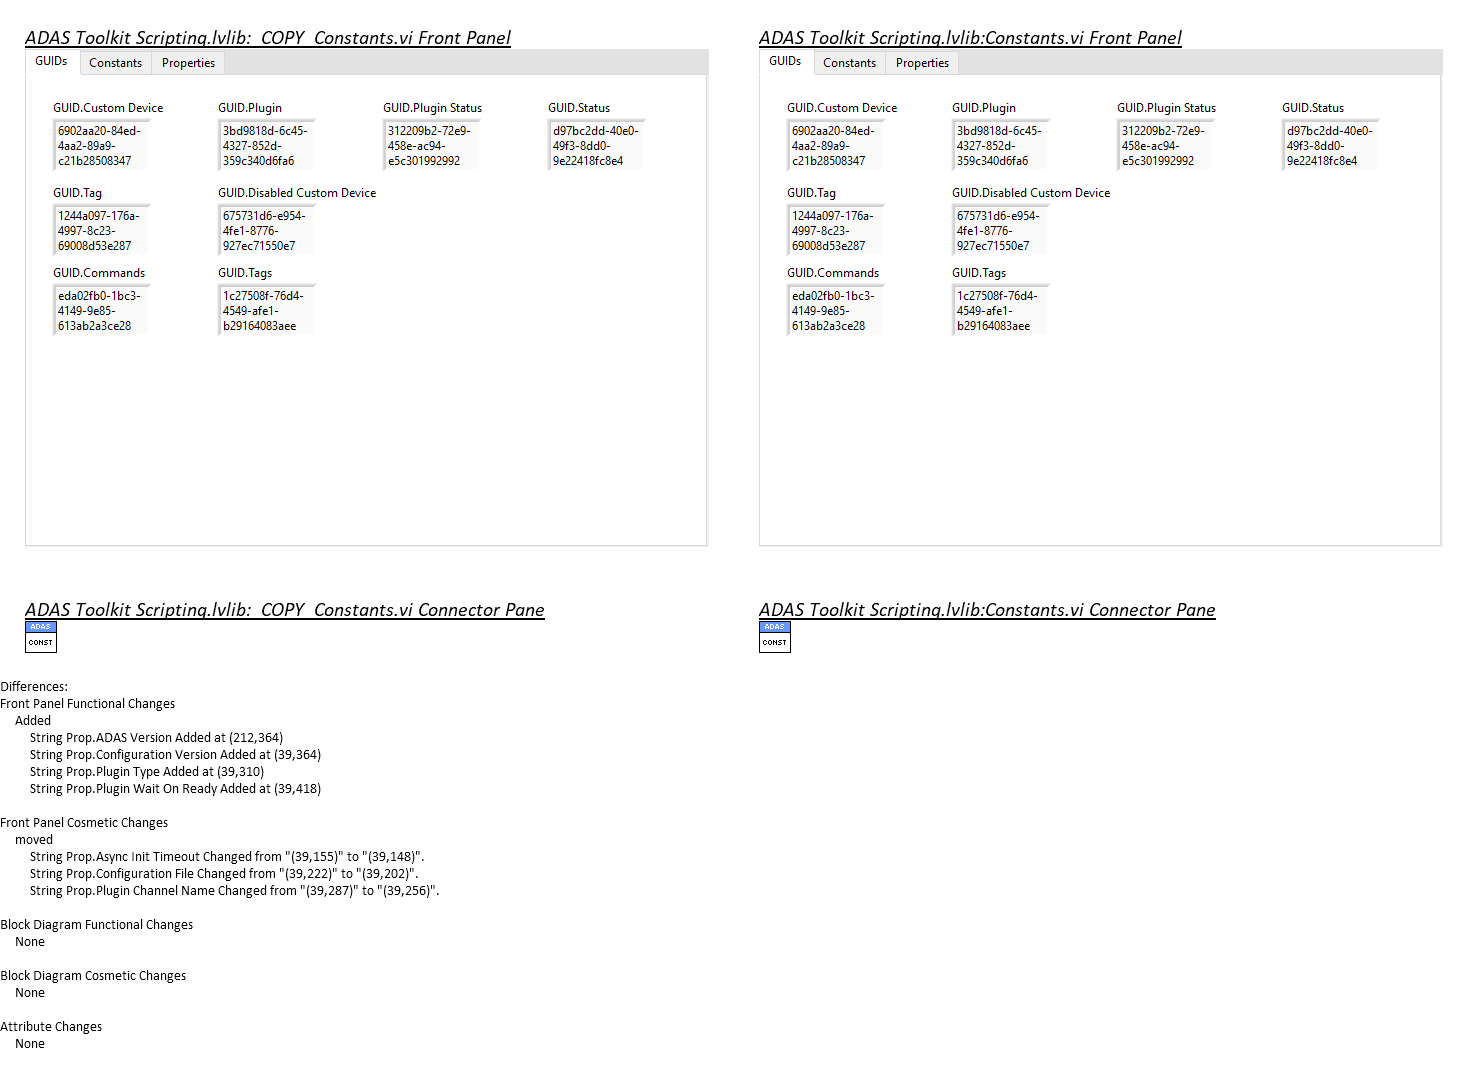 ADAS Toolkit Scripting.lvlib:_COPY_Constants.vi Front Panel
GUIDs Constants Properties
GUID.Custom Device GUID.Plugin GUID.Plugin Status GUID.Status
6902aa20-84ed- 3bd9818d-6c45- 312209b2-72e9- d97bc2dd-40e0-
4aa2-89a9- 4327-852d- 458e-ac94- 49f3-8dd0-
c21b28508347 359c340d6fa6 e5c301992992 9e22418fc8e4
GUID.Tag GUID.Disabled Custom Device
1244a097-176a- 675731d6-e954-
4997-8c23- 4fe1-8776-
69008d53e287 927ec71550e7
GUID.Commands GUID.Tags
eda02fb0-1bc3- 1c27508f-76d4-
4149-9e85- 4549-afe1-
613ab2a3ce28 b29164083aee
ADAS Toolkit Scripting.lvlib:Constants.vi Front Panel
GUIDs Constants Properties
GUID.Custom Device GUID.Plugin GUID.Plugin Status GUID.Status
6902aa20-84ed- 3bd9818d-6c45- 312209b2-72e9- d97bc2dd-40e0-
4aa2-89a9- 4327-852d- 458e-ac94- 49f3-8dd0-
c21b28508347 359c340d6fa6 e5c301992992 9e22418fc8e4
GUID.Tag GUID.Disabled Custom Device
1244a097-176a- 675731d6-e954-
4997-8c23- 4fe1-8776-
69008d53e287 927ec71550e7
GUID.Commands GUID.Tags
eda02fb0-1bc3- 1c27508f-76d4-
4149-9e85- 4549-afe1-
613ab2a3ce28 b29164083aee
ADAS Toolkit Scripting.lvlib:_COPY_Constants.vi Connector Pane
ADAS
CONST
ADAS Toolkit Scripting.lvlib:Constants.vi Connector Pane
ADAS
CONST
Differences:
Front Panel Functional Changes
Added
String Prop.ADAS Version Added at (212,364)
String Prop.Configuration Version Added at (39,364)
String Prop.Plugin Type Added at (39,310)
String Prop.Plugin Wait On Ready Added at (39,418)
Front Panel Cosmetic Changes
moved
String Prop.Async Init Timeout Changed from "(39,155)" to "(39,148)".
String Prop.Configuration File Changed from "(39,222)" to "(39,202)".
String Prop.Plugin Channel Name Changed from "(39,287)" to "(39,256)".
Block Diagram Functional Changes
None
Block Diagram Cosmetic Changes
None
Attribute Changes
None